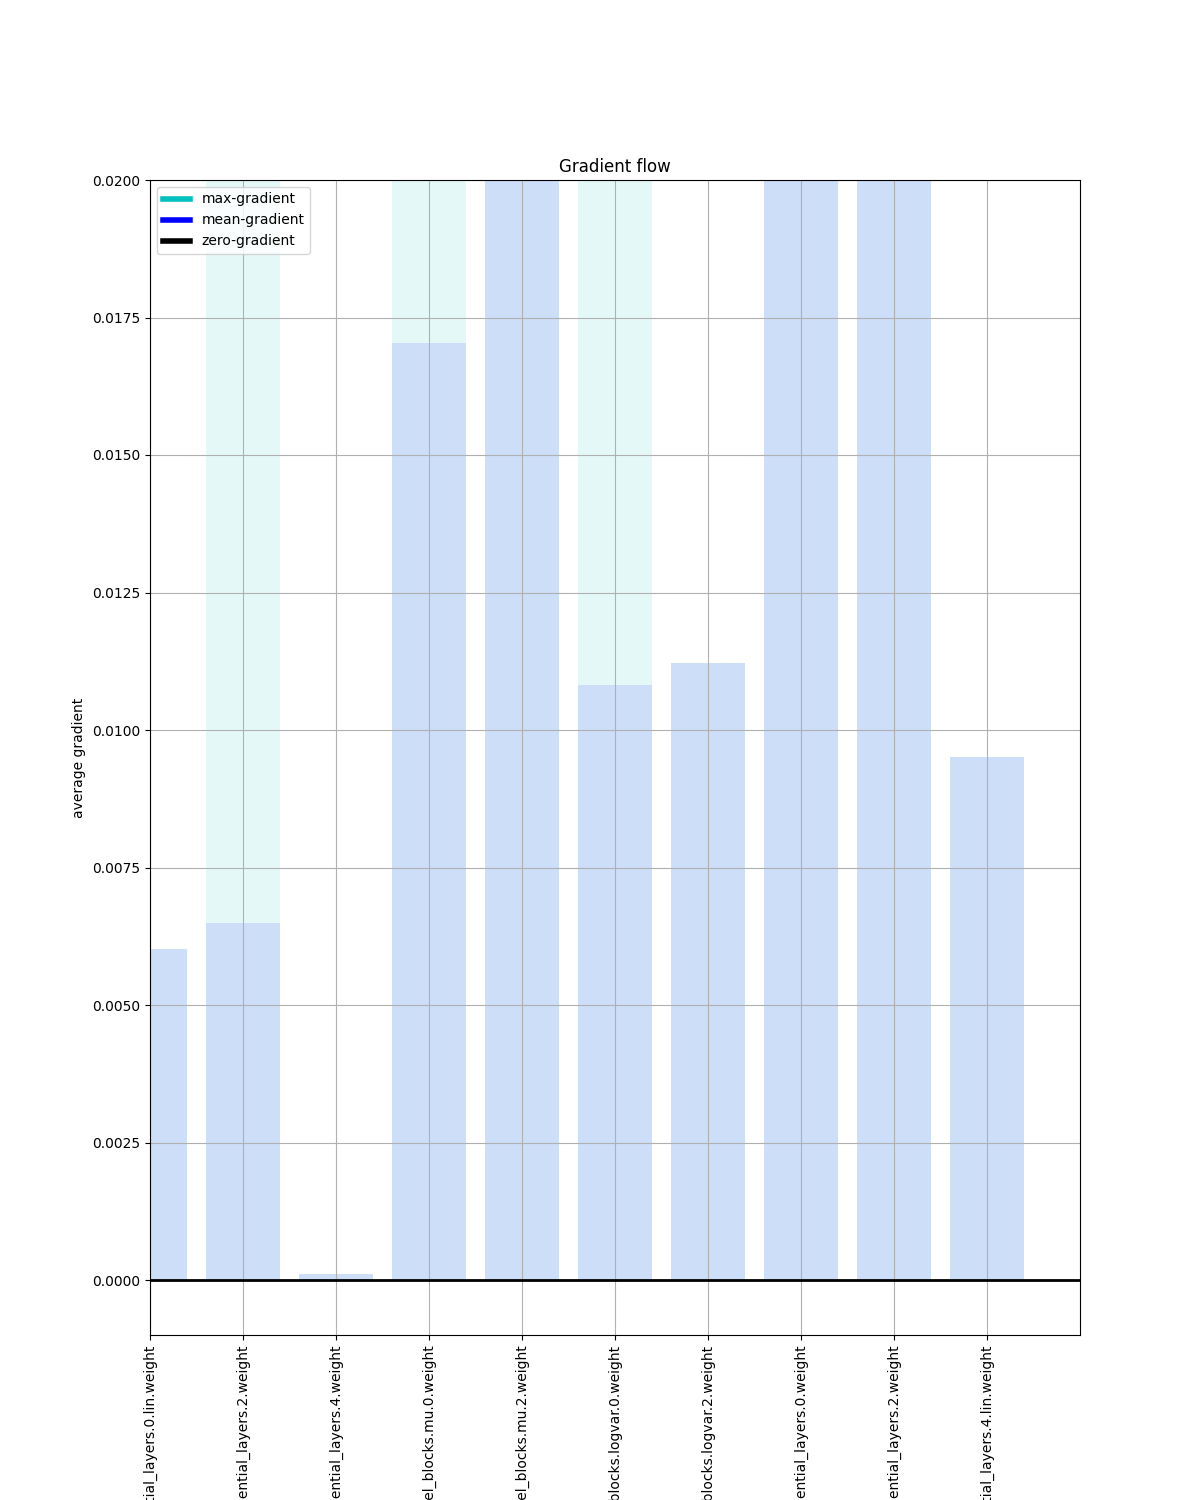 Gradient flow
max-gradient
mean-gradient
zero-gradient
0.0200
0.0175
0.0150
0.0125
0.0100
0.0075
0.0050
0.0025
0.0000
average gradient
tial_layers.0.lin.weight
ential_layers.2.weight
ential_layers.4.weight
el_blocks.mu.0.weight
el_blocks.mu.2.weight
blocks.logvar.0.weight
blocks.logvar.2.weight
ential_layers.0.weight
ential_layers.2.weight
tial_layers.4.lin.weight